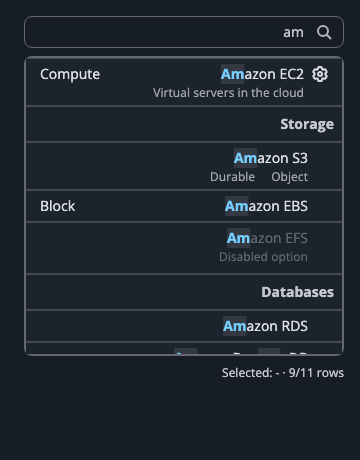 am
Compute Amazon EC2
Virtual servers in the cloud
Storage
Amazon S3
Durable Object
Block Amazon EBS
Amazon EFS
Disabled option
Databases
Amazon RDS
Selected: - · 9/11 rows